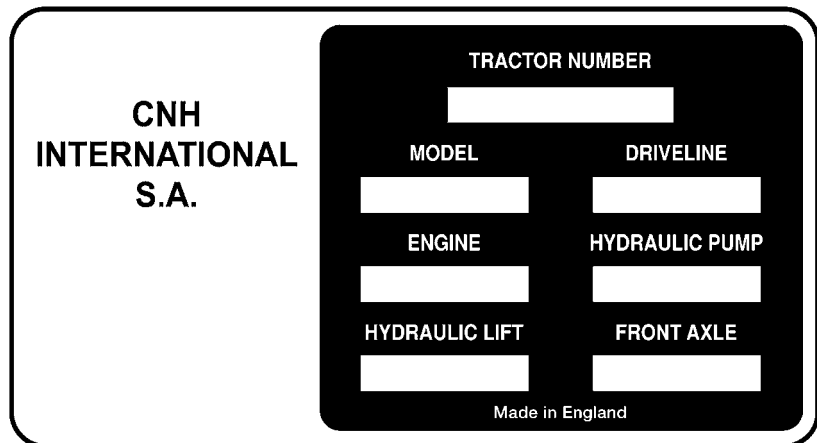 CNH
INTERNATIONAL
S.A.
TRACTOR NUMBER
MODEL
DRIVELINE
ENGINE
HYDRAULIC PUMP
HYDRAULIC LIFT
FRONT AXLE
Made in England